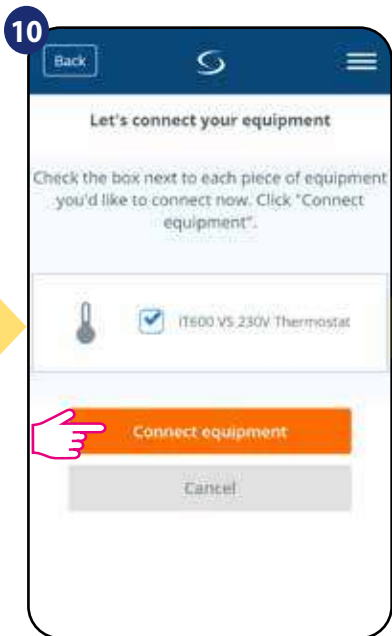 10
Back
Let's connect your equipment
Check the box next to each piece of equipment
you'd like to connect now. Click "Connect
equipment".
iT600 VS 230V Thermostat
Connect equipment
Cancel